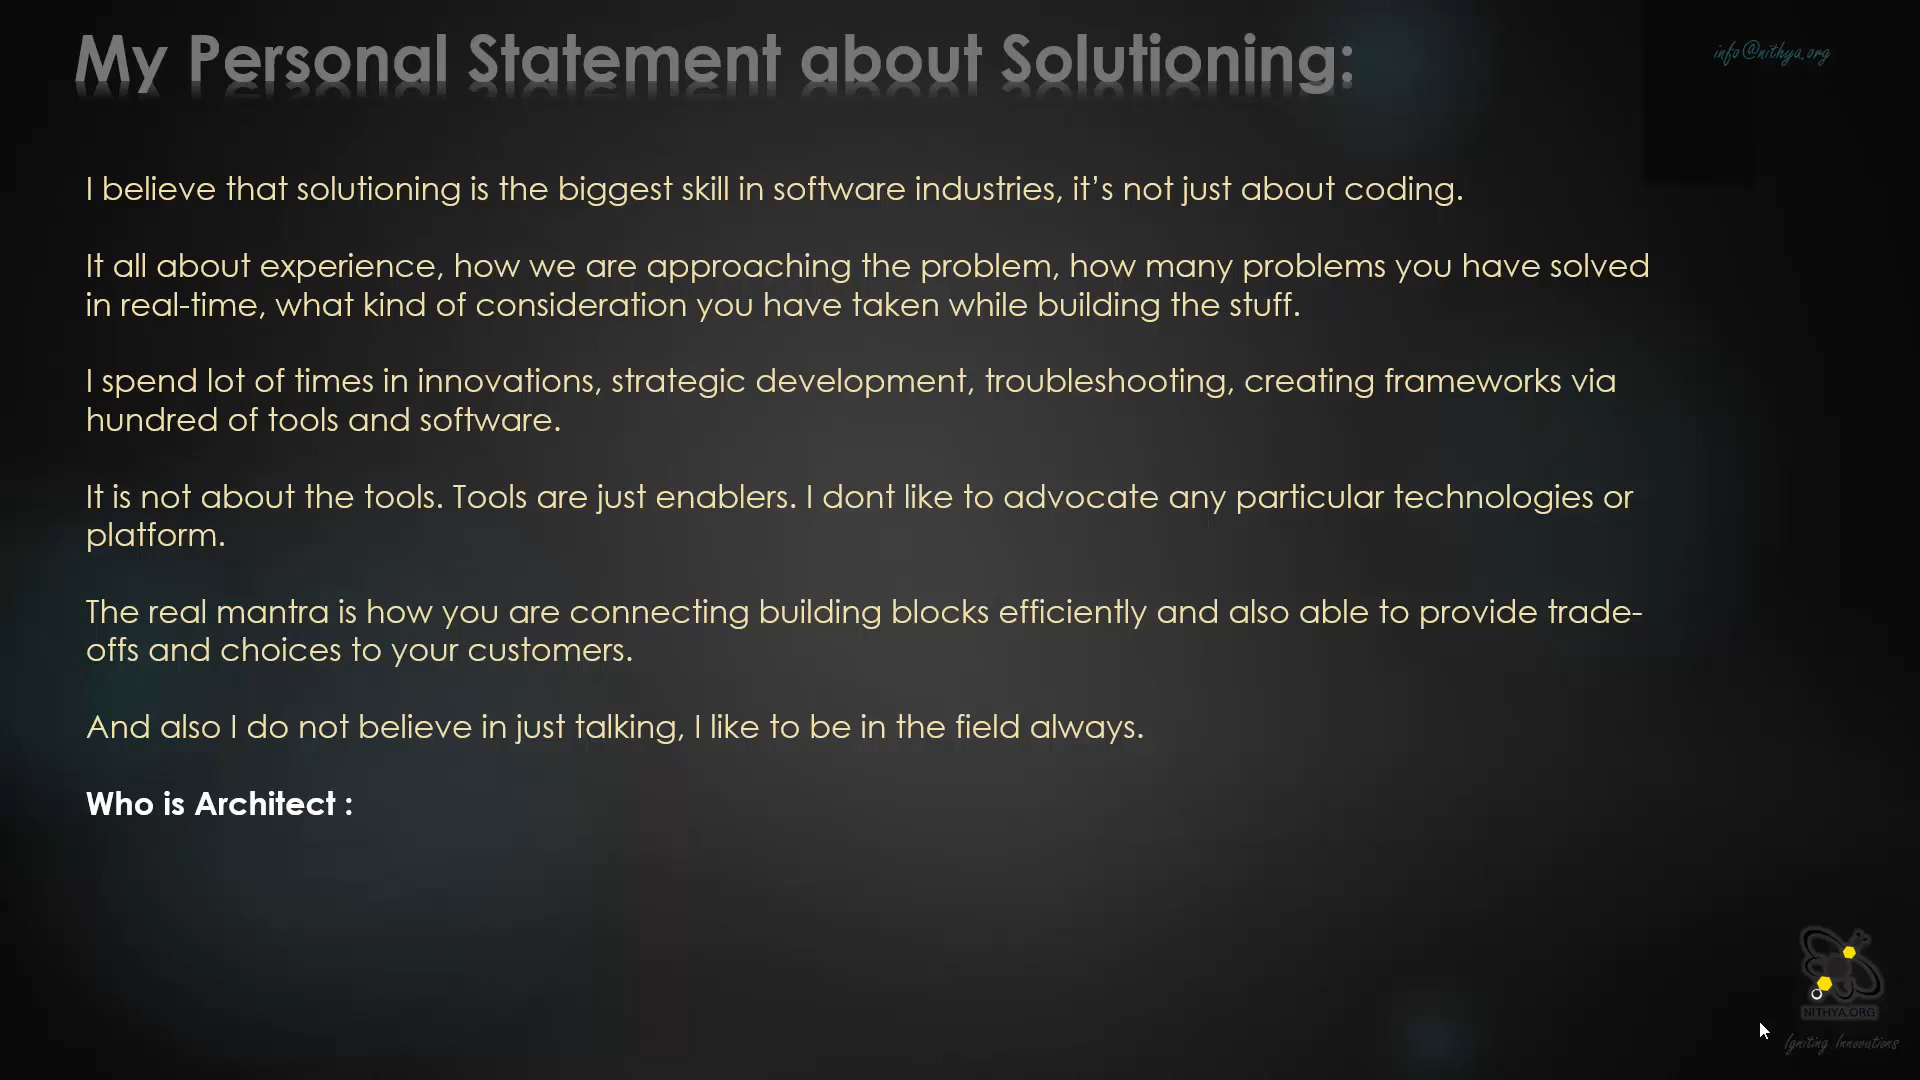 My Personal Statement about Solutioning:
info@nithya.org
I believe that solutioning is the biggest skill in software industries, it’s not just about coding.
It all about experience, how we are approaching the problem, how many problems you have solved
in real-time, what kind of consideration you have taken while building the stuff.
I spend lot of times in innovations, strategic development, troubleshooting, creating frameworks via
hundred of tools and software.
It is not about the tools. Tools are just enablers. I dont like to advocate any particular technologies or
platform.
The real mantra is how you are connecting building blocks efficiently and also able to provide trade-
offs and choices to your customers.
And also I do not believe in just talking, I like to be in the field always.
Who is Architect :
NITHYA.ORG
Igniting Innovations